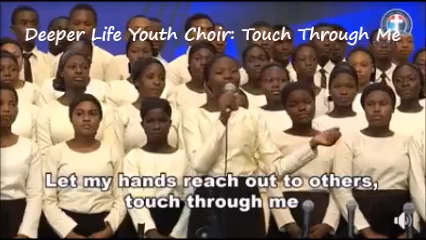 Deeper Life Youth Choir: Touch Through Me
Let my hands reach out to others,
touch through me